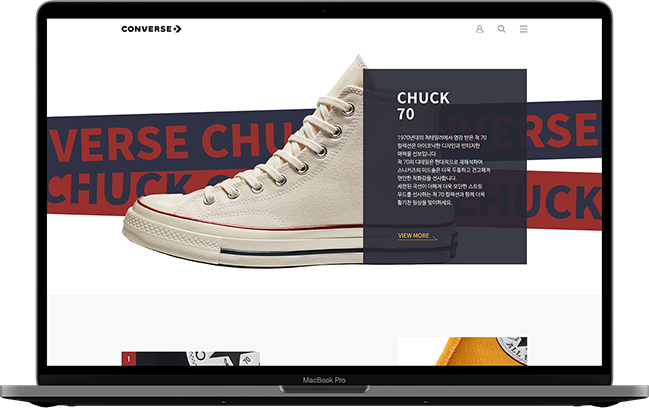 CONVERSE
VERSE CHU
VERSE
CHUCK
CHUCK
CHUCK
70
1970년대의 척테일러에서 영감 받은 척 70
컬렉션은 아이코닉한 디자인과 빈티지한
매력을 선보입니다.
척 70의 디테일은 현대적으로 재해석하여
스니커즈의 미드솔은 더욱 두툼하고 견고해져
편안한 착화감을 선사합니다.
세련된 곡선이 더해져 더욱 모던한 스트릿
무드를 선사하는 척 70 컬렉션과 함께 더욱
활기찬 일상을 맞이하세요.
VIEW MORE
1
70
ALL
MacBook Pro